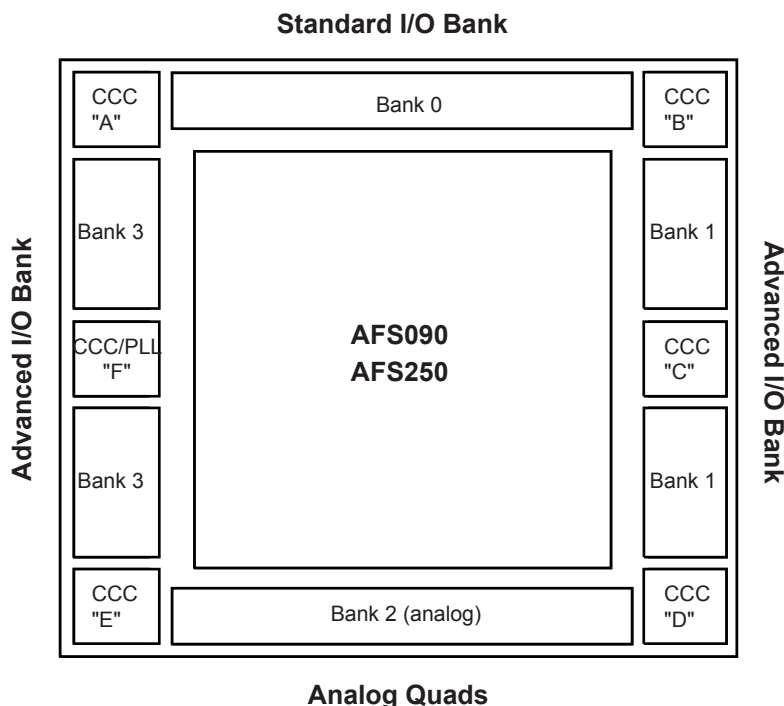 Standard I/O Bank
CCC
"A"
Bank 0
CCC
"B"
Bank 3
Bank 1
Advanced I/O Bank
Advanced I/O Bank
CCC/PLL
"F"
AFS090
AFS250
CCC
"C"
Bank 3
Bank 1
CCC
"E"
Bank 2 (analog)
CCC
"D"
Analog Quads